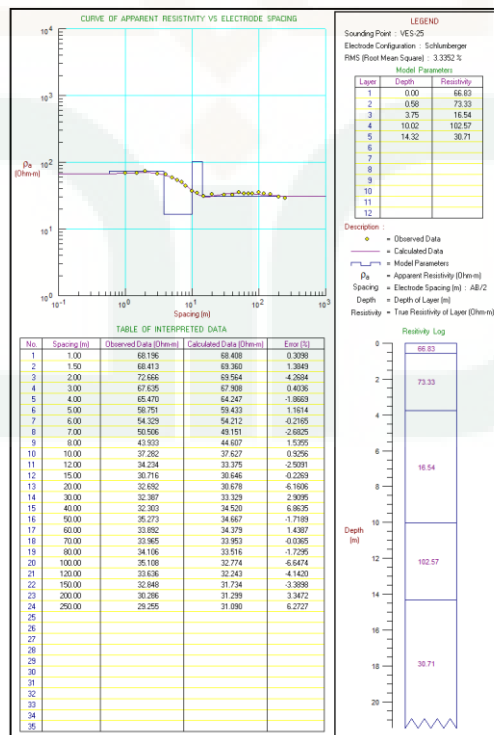 CURVE OF APPARENT RESISTIVITY VS ELECTRODE SPACING
10^4
10^3
10^2
10^1
10^0
ρa
(Ohm-m)
10^-1 10^0 10^1 10^2 10^3
Spacing (m)
TABLE OF INTERPRETED DATA
No. Spacing (m) Observed Data (Ohm-m) Calculated Data (Ohm-m) Error (%)
1 1.00 68.196 68.408 0.3098
2 1.50 68.413 69.360 1.3849
3 2.00 72.666 69.564 -4.2684
4 3.00 67.635 67.908 0.4036
5 4.00 65.470 64.247 -1.8669
6 5.00 58.751 59.433 1.1614
7 6.00 54.329 54.212 -0.2165
8 7.00 50.506 49.151 -2.6825
9 8.00 43.933 44.607 1.5355
10 10.00 37.282 37.627 0.9256
11 12.00 34.234 33.375 -2.5091
12 15.00 30.716 30.646 -0.2269
13 20.00 32.692 30.678 -6.1606
14 30.00 32.387 33.329 2.9095
15 40.00 32.303 34.520 6.8635
16 50.00 35.273 34.667 -1.7189
17 60.00 33.892 34.379 1.4387
18 70.00 33.965 33.953 -0.0365
19 80.00 34.106 33.516 -1.7295
20 100.00 35.108 32.774 -6.6474
21 120.00 33.636 32.243 -4.1420
22 150.00 32.848 31.734 -3.3898
23 200.00 30.286 31.299 3.3472
24 250.00 29.255 31.090 6.2727
25
26
27
28
29
30
31
32
33
34
35
LEGEND
Sounding Point : VES-25
Electrode Configuration : Schlumberger
RMS (Root Mean Square) : 3.3352 %
Model Parameters
Layer Depth Resistivity
1 0.00 66.83
2 0.58 73.33
3 3.75 16.54
4 10.02 102.57
5 14.32 30.71
6
7
8
9
10
11
12
Description :
= Observed Data
= Calculated Data
= Model Parameters
ρa = Apparent Resistivity (Ohm-m)
Spacing = Electrode Spacing (m) : AB/2
Depth = Depth of Layer (m)
Resistivity = True Resistivity of Layer (Ohm-m)
Resitivity Log
0
66.83
2
73.33
4
6
16.54
8
10
Depth
(m)
12
102.57
14
16
18
30.71
20